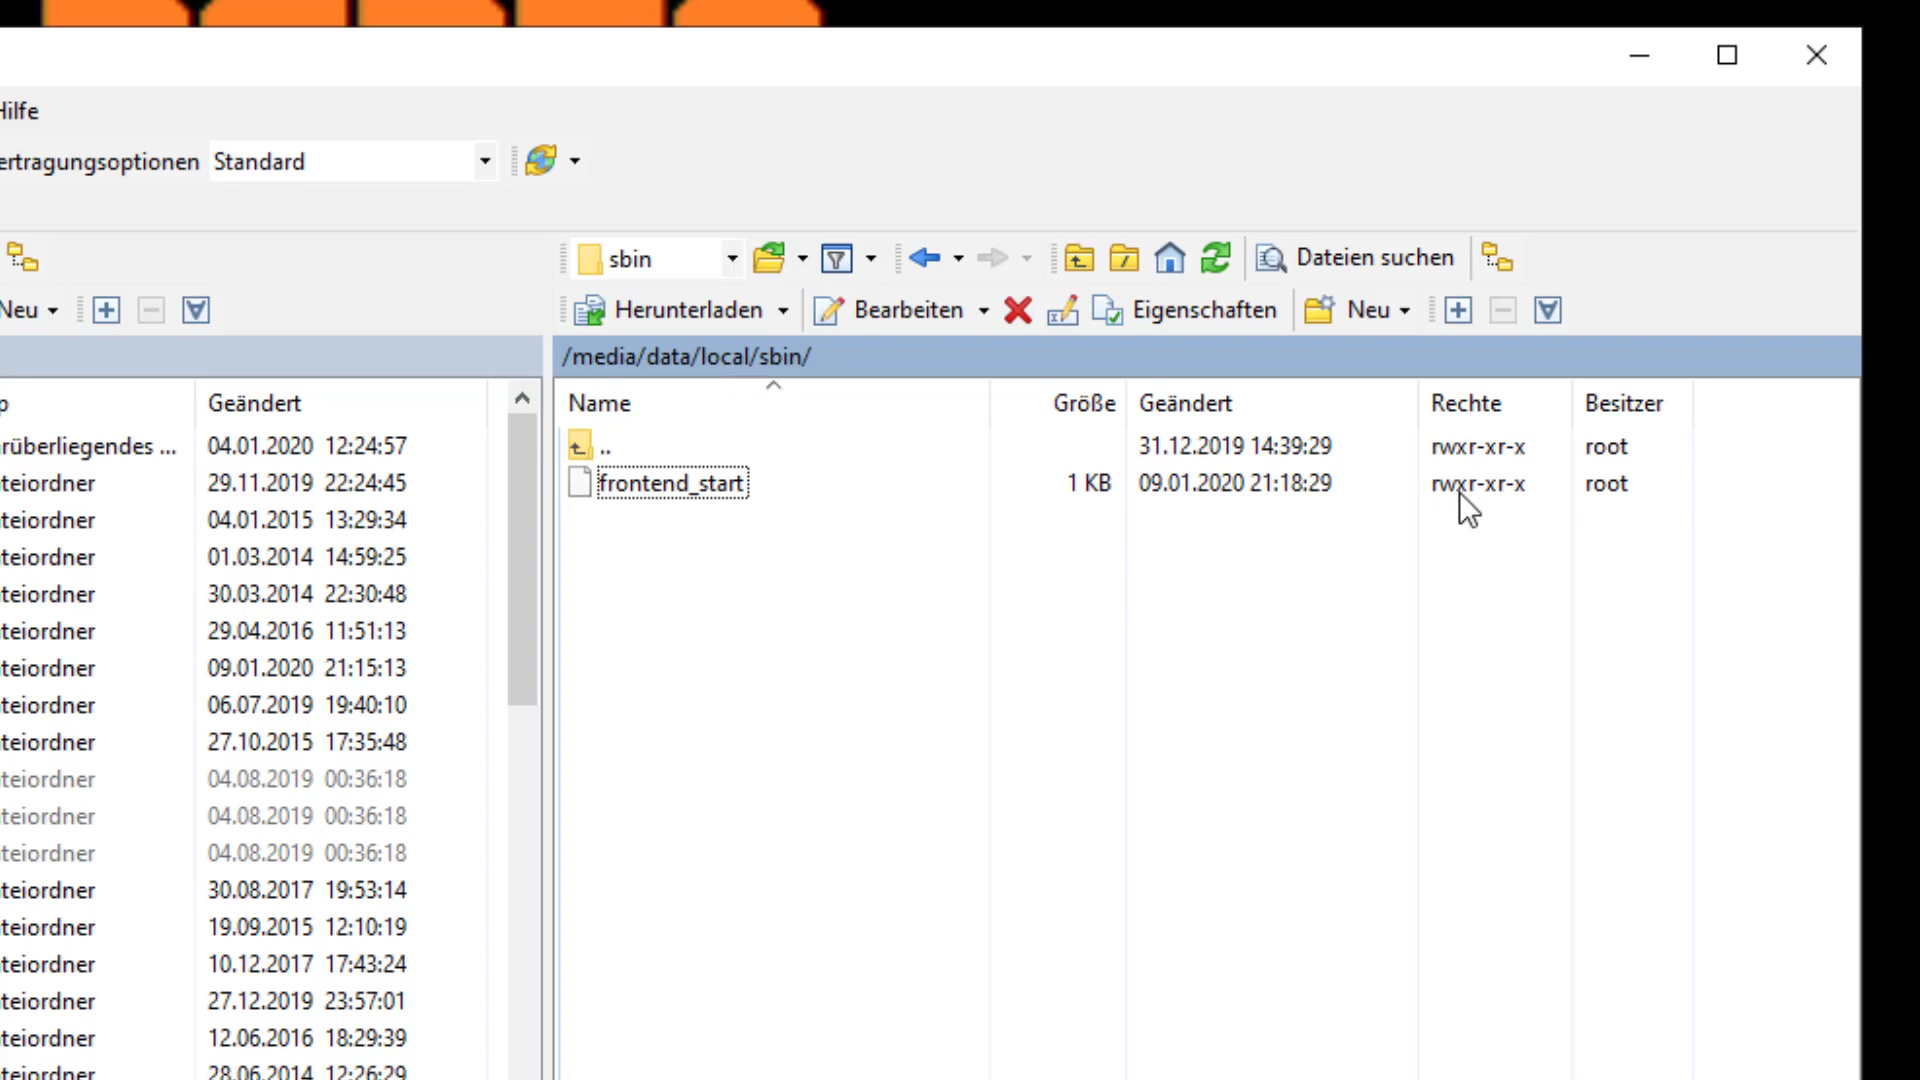 Hilfe
ertragungsoptionen Standard
sbin Dateien suchen
Neu Herunterladen Bearbeiten Eigenschaften Neu
/media/data/local/sbin/
p Geändert Name Größe Geändert Rechte Besitzer
rüberliegendes ... 04.01.2020 12:24:57 .. 31.12.2019 14:39:29 rwxr-xr-x root
teiordner 29.11.2019 22:24:45 frontend_start 1 KB 09.01.2020 21:18:29 rwxr-xr-x root
teiordner 04.01.2015 13:29:34
teiordner 01.03.2014 14:59:25
teiordner 30.03.2014 22:30:48
teiordner 29.04.2016 11:51:13
teiordner 09.01.2020 21:15:13
teiordner 06.07.2019 19:40:10
teiordner 27.10.2015 17:35:48
teiordner 04.08.2019 00:36:18
teiordner 04.08.2019 00:36:18
teiordner 04.08.2019 00:36:18
teiordner 30.08.2017 19:53:14
teiordner 19.09.2015 12:10:19
teiordner 10.12.2017 17:43:24
teiordner 27.12.2019 23:57:01
teiordner 12.06.2016 18:29:39
teiordner 28.06.2014 12:26:29